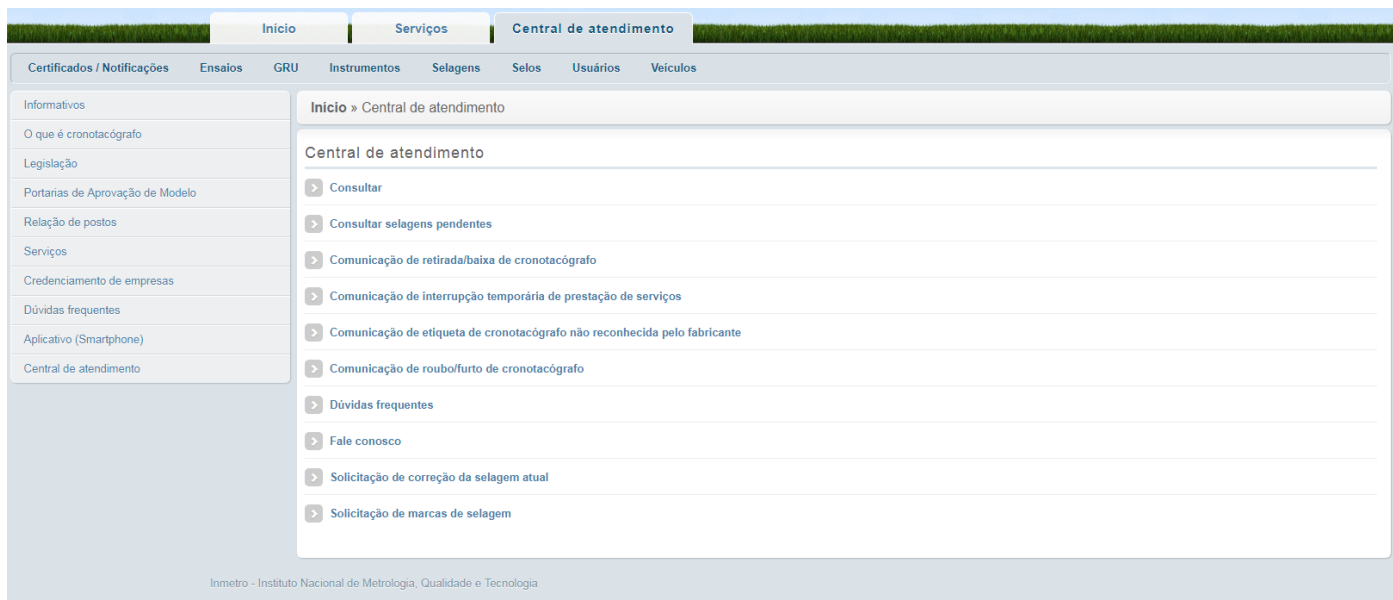 Início
Serviços
Central de atendimento
Certificados / Notificações
Ensaios
GRU
Instrumentos
Selagens
Selos
Usuários
Veículos
Informativos
O que é cronotacógrafo
Legislação
Portarias de Aprovação de Modelo
Relação de postos
Serviços
Credenciamento de empresas
Dúvidas frequentes
Aplicativo (Smartphone)
Central de atendimento
Início » Central de atendimento
Central de atendimento
Consultar
Consultar selagens pendentes
Comunicação de retirada/baixa de cronotacógrafo
Comunicação de interrupção temporária de prestação de serviços
Comunicação de etiqueta de cronotacógrafo não reconhecida pelo fabricante
Comunicação de roubo/furto de cronotacógrafo
Dúvidas frequentes
Fale conosco
Solicitação de correção da selagem atual
Solicitação de marcas de selagem
Inmetro - Instituto Nacional de Metrologia, Qualidade e Tecnologia